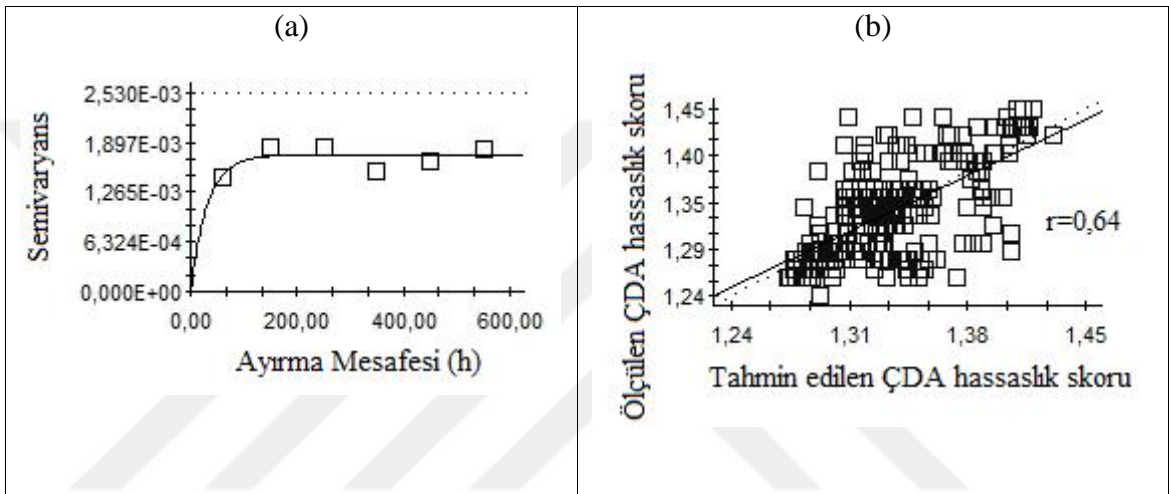 (a)
Semivaryans
2,530E-03
1,897E-03
1,265E-03
6,324E-04
0,000E+00
0,00 200,00 400,00 600,00
Ayırma Mesafesi (h)
(b)
Ölçülen ÇDA hassaslık skoru
1,45
1,40
1,35
1,29
1,24
r=0,64
1,24 1,31 1,38 1,45
Tahmin edilen ÇDA hassaslık skoru